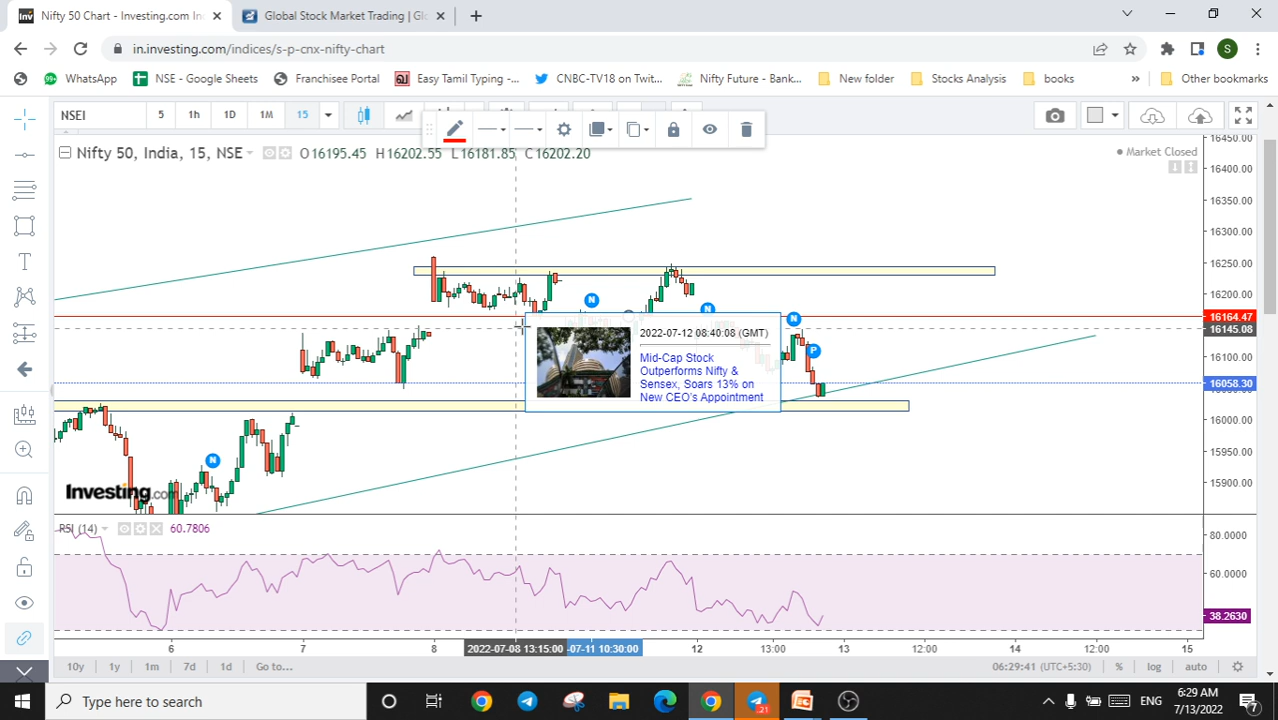 Nifty 50 Chart - Investing.com In
Global Stock Market Trading | Gl
in.investing.com/indices/s-p-cnx-nifty-chart
S
WhatsApp
NSE - Google Sheets
Franchisee Portal
Easy Tamil Typing -...
CNBC-TV18 on Twit...
Nifty Future - Bank...
New folder
Stocks Analysis
books
»
Other bookmarks
NSEI
5
1h
1D
1M
15
Nifty 50, India, 15, NSE
O16195.45 H16202.55 L16181.85 C16202.20
Market Closed
16450.00
16400.00
16350.00
16300.00
16250.00
16200.00
16164.47
16145.08
16100.00
16058.30
16000.00
15950.00
15900.00
N
N
N
N
P
2022-07-12 08:40:08 (GMT)
Mid-Cap Stock
Outperforms Nifty &
Sensex, Soars 13% on
New CEO's Appointment
Investing.com
RSI (14)
60.7806
80.0000
60.0000
38.2630
6
7
8
2022-07-08 13:15:00
-07-11 10:30:00
12
13:00
13
12:00
14
12:00
15
10y
1y
1m
7d
1d
Go to...
06:29:41 (UTC+5:30)
%
log
auto
Type here to search
21
ENG
6:29 AM
7/13/2022
7